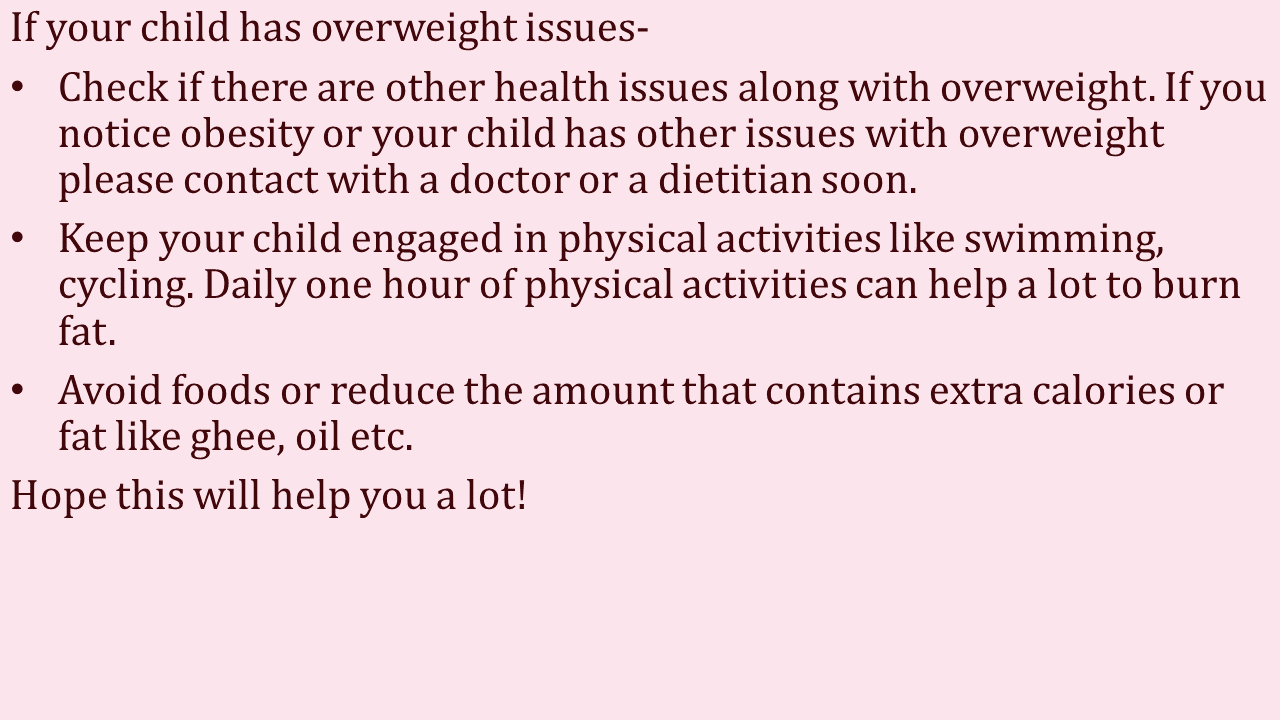 If your child has overweight issues-
• Check if there are other health issues along with overweight. If you
notice obesity or your child has other issues with overweight
please contact with a doctor or a dietitian soon.
• Keep your child engaged in physical activities like swimming,
cycling. Daily one hour of physical activities can help a lot to burn
fat.
• Avoid foods or reduce the amount that contains extra calories or
fat like ghee, oil etc.
Hope this will help you a lot!